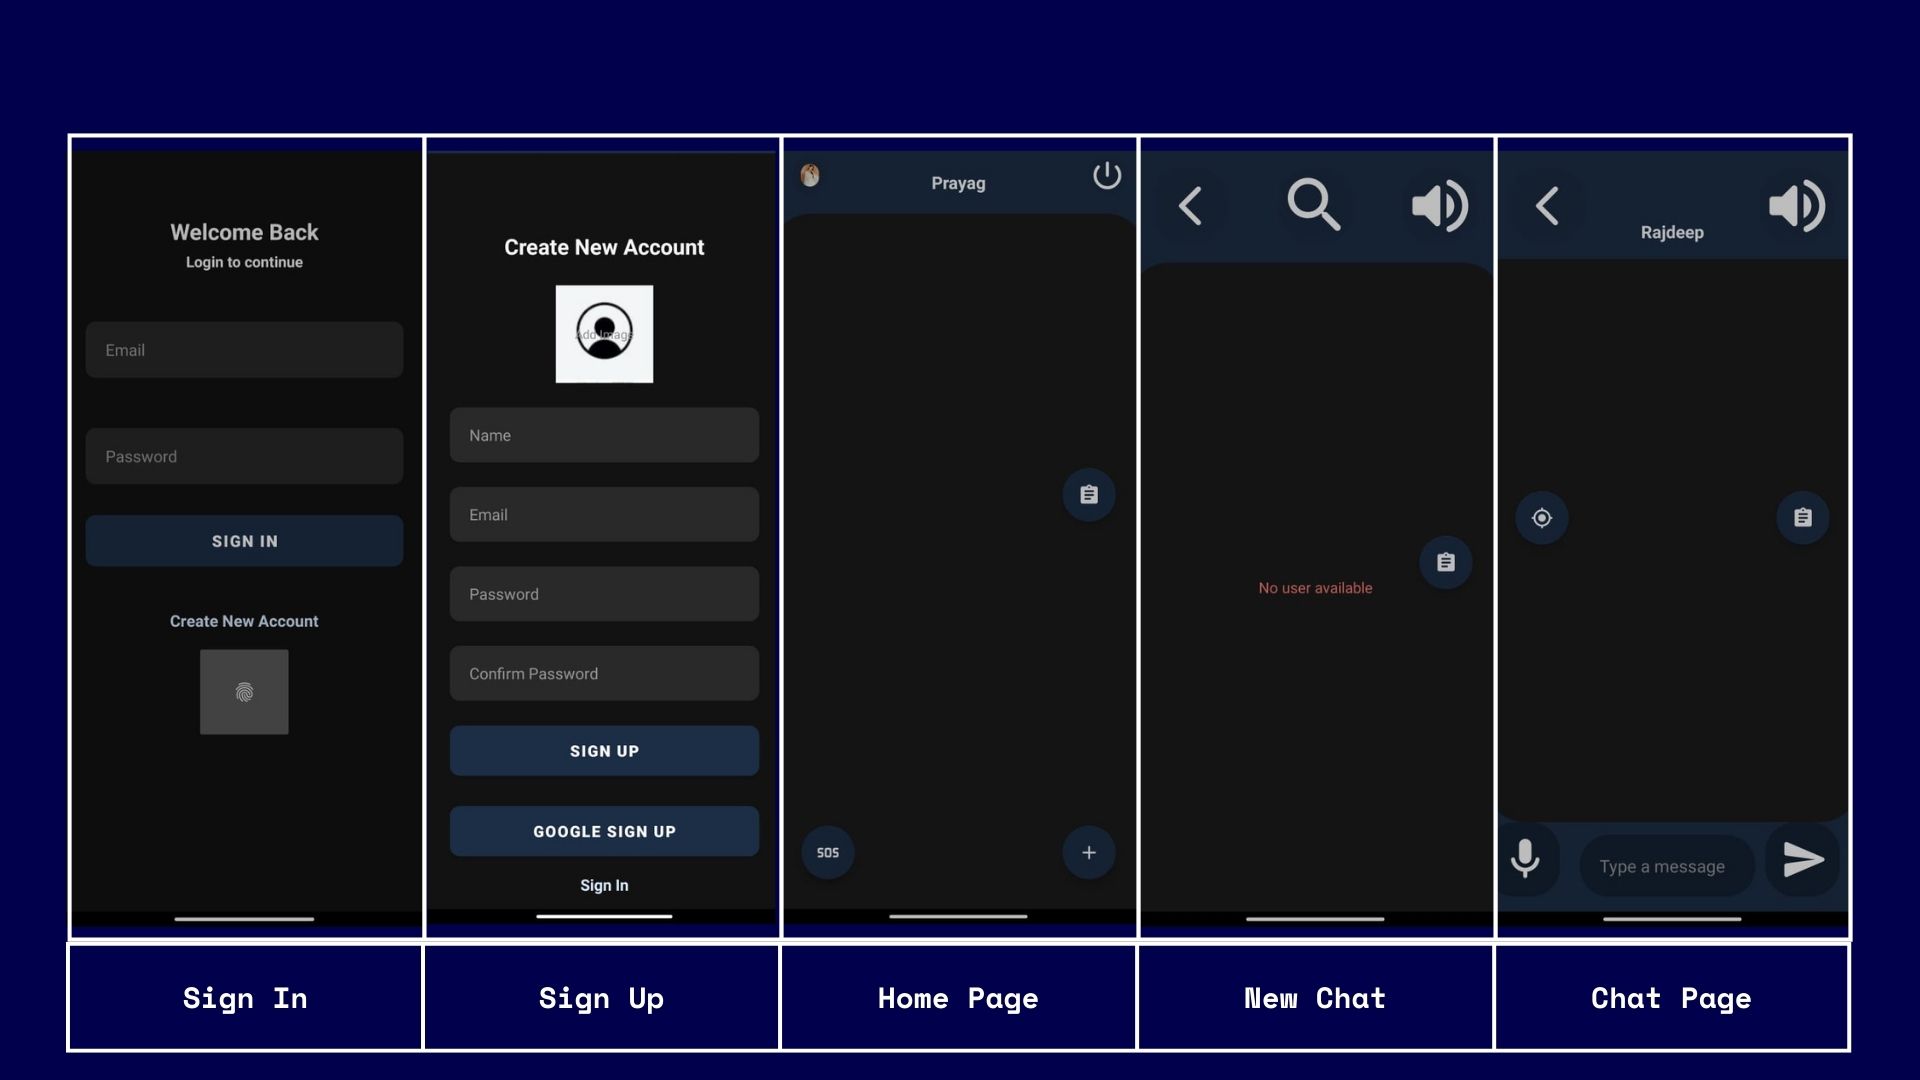 Welcome Back
Login to continue
Email
Password
SIGN IN
Create New Account
Create New Account
Add Image
Name
Email
Password
Confirm Password
SIGN UP
GOOGLE SIGN UP
Sign In
Prayag
SOS
No user available
Rajdeep
Type a message
Sign In
Sign Up
Home Page
New Chat
Chat Page